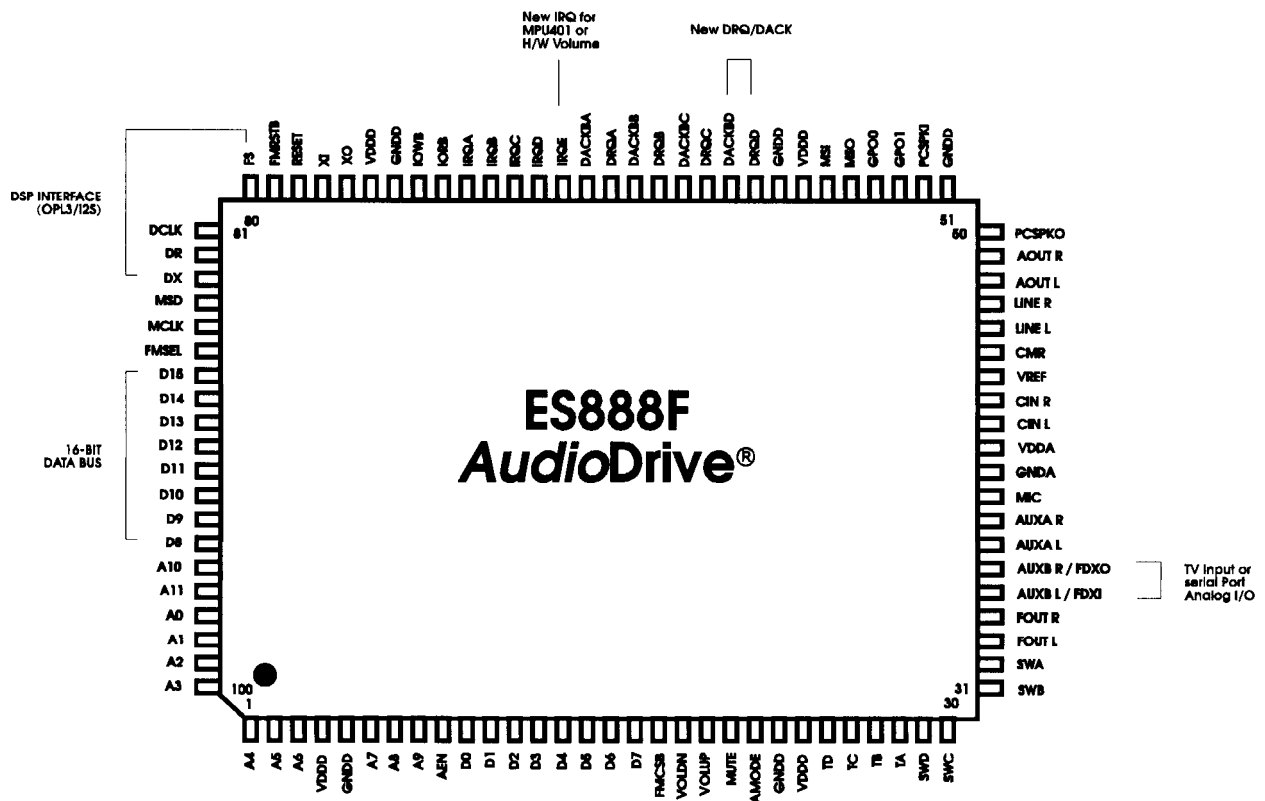 New IRQ for
MPU401 or
H/W Volume
New DRQ/DACK
FS
FMRSTB
RESET
XI
XO
VDDD
GNDD
IOWB
IORB
IRQA
IRQB
IRQC
IRQD
IRQE
DACKBA
DRQA
DACKBB
DRQB
DACKBC
DRQC
DACKBD
DRQD
GNDD
VDDD
MSI
MSO
GPO0
GPO1
PCSPKI
GNDD
DSP INTERFACE
(OPL3/I2S)
80
81
51
50
DCLK
DR
DX
MSD
MCLK
FMSEL
D15
D14
D13
D12
D11
D10
D9
D8
A10
A11
A0
A1
A2
A3
16-BIT
DATA BUS
ES888F
AudioDrive®
PCSPKO
AOUT R
AOUT L
LINE R
LINE L
CMR
VREF
CIN R
CIN L
VDDA
GNDA
MIC
AUXA R
AUXA L
AUXB R / FDXO
AUXB L / FDXI
FOUT R
FOUT L
SWA
SWB
TV Input or
serial Port
Analog I/O
100
1
31
30
A4
A5
A6
VDDD
GNDD
A7
A8
A9
AEN
D0
D1
D2
D3
D4
D5
D6
D7
FMCSB
VOLDN
VOLUP
MUTE
AMODE
GNDD
VDDD
TD
TC
TB
TA
SWD
SWC